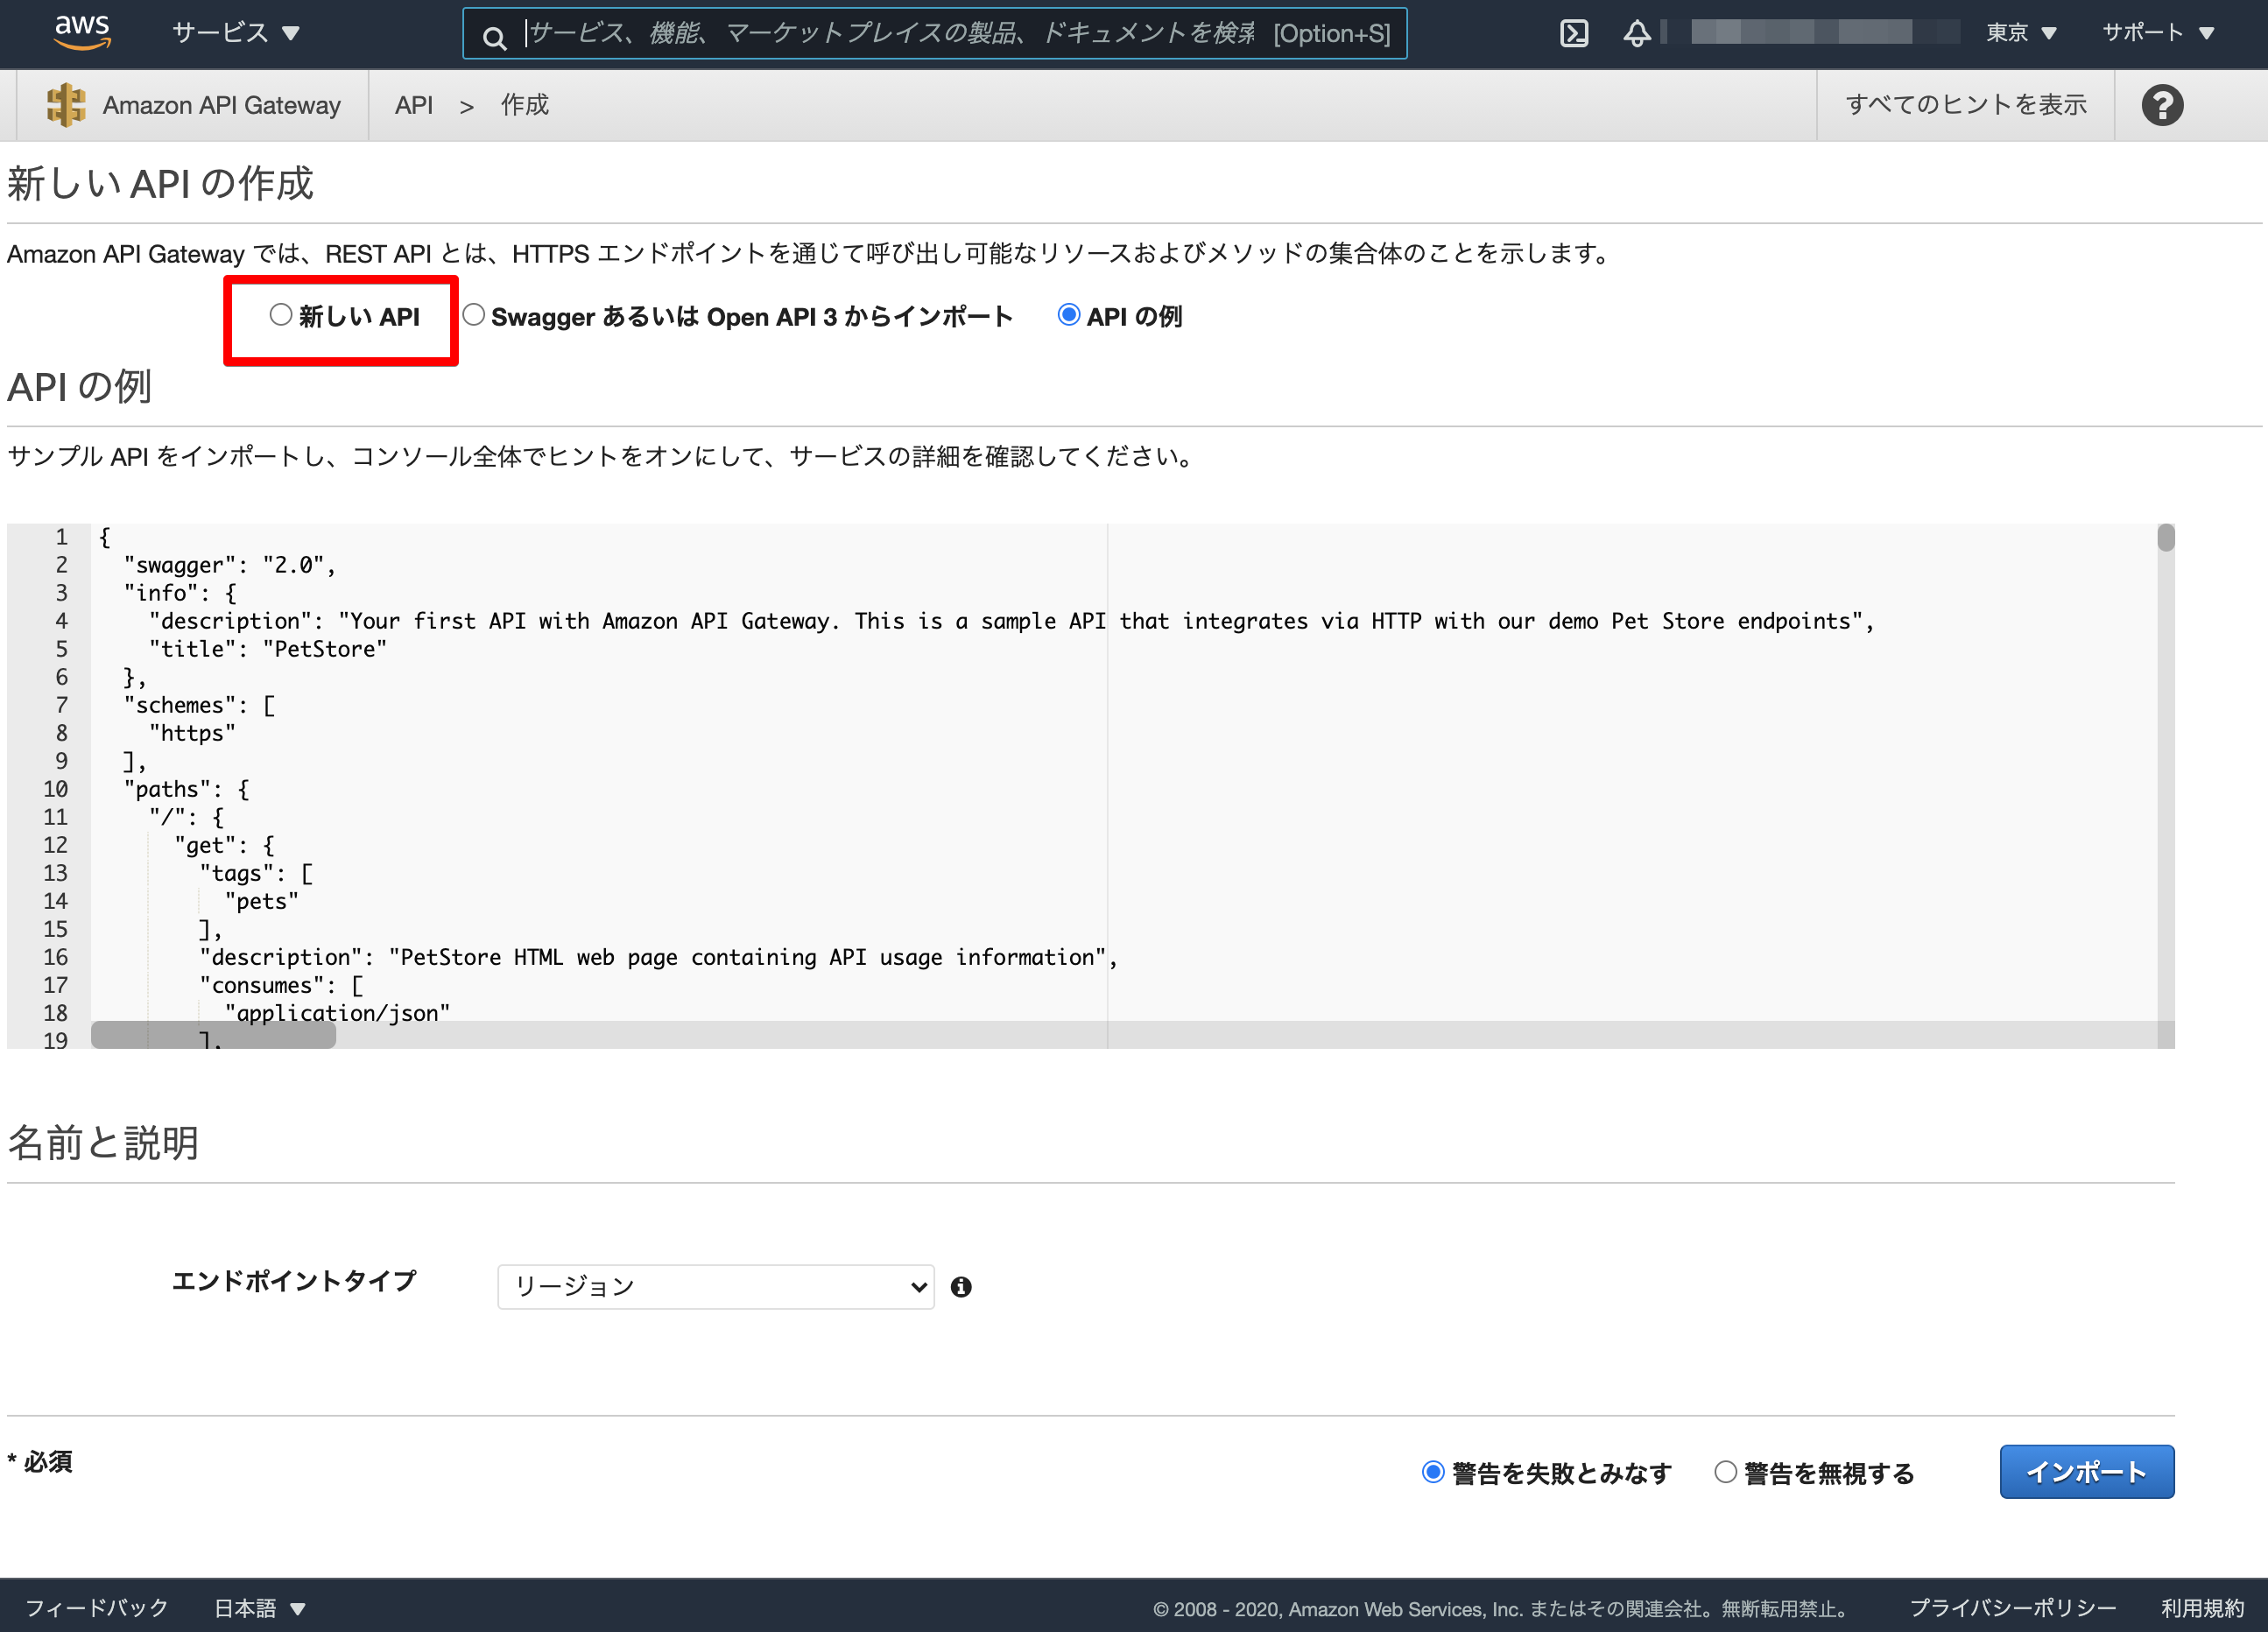 aws サービス ▼ サービス、機能、マーケットプレイスの製品、ドキュメントを検索 [Option+S] 東京 ▼ サポート ▼
Amazon API Gateway API > 作成 すべてのヒントを表示 ?
新しい API の作成
Amazon API Gateway では、REST API とは、HTTPS エンドポイントを通じて呼び出し可能なリソースおよびメソッドの集合体のことを示します。
新しい API Swagger あるいは Open API 3 からインポート API の例
API の例
サンプル API をインポートし、コンソール全体でヒントをオンにして、サービスの詳細を確認してください。
1 {
2 "swagger": "2.0",
3 "info": {
4 "description": "Your first API with Amazon API Gateway. This is a sample API that integrates via HTTP with our demo Pet Store endpoints",
5 "title": "PetStore"
6 },
7 "schemes": [
8 "https"
9 ],
10 "paths": {
11 "/": {
12 "get": {
13 "tags": [
14 "pets"
15 ],
16 "description": "PetStore HTML web page containing API usage information",
17 "consumes": [
18 "application/json"
19 ],
名前と説明
エンドポイントタイプ リージョン
* 必須 警告を失敗とみなす 警告を無視する インポート
フィードバック 日本語 ▼ © 2008 - 2020, Amazon Web Services, Inc. またはその関連会社。無断転用禁止。 プライバシーポリシー 利用規約